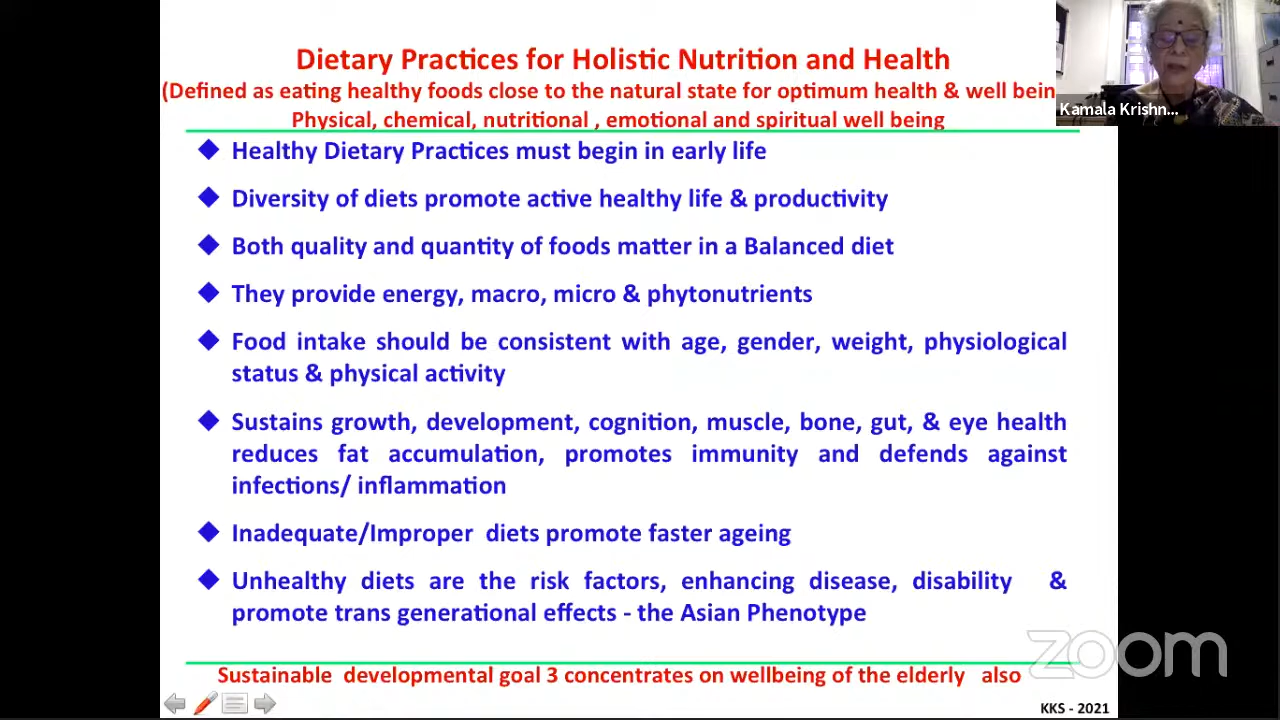 Dietary Practices for Holistic Nutrition and Health
(Defined as eating healthy foods close to the natural state for optimum health & well bein
Physical, chemical, nutritional , emotional and spiritual well being
Kamala Krishn...
◆ Healthy Dietary Practices must begin in early life
◆ Diversity of diets promote active healthy life & productivity
◆ Both quality and quantity of foods matter in a Balanced diet
◆ They provide energy, macro, micro & phytonutrients
◆ Food intake should be consistent with age, gender, weight, physiological
status & physical activity
◆ Sustains growth, development, cognition, muscle, bone, gut, & eye health
reduces fat accumulation, promotes immunity and defends against
infections/ inflammation
◆ Inadequate/Improper diets promote faster ageing
◆ Unhealthy diets are the risk factors, enhancing disease, disability &
promote trans generational effects - the Asian Phenotype
zoom
Sustainable developmental goal 3 concentrates on wellbeing of the elderly also
KKS - 2021